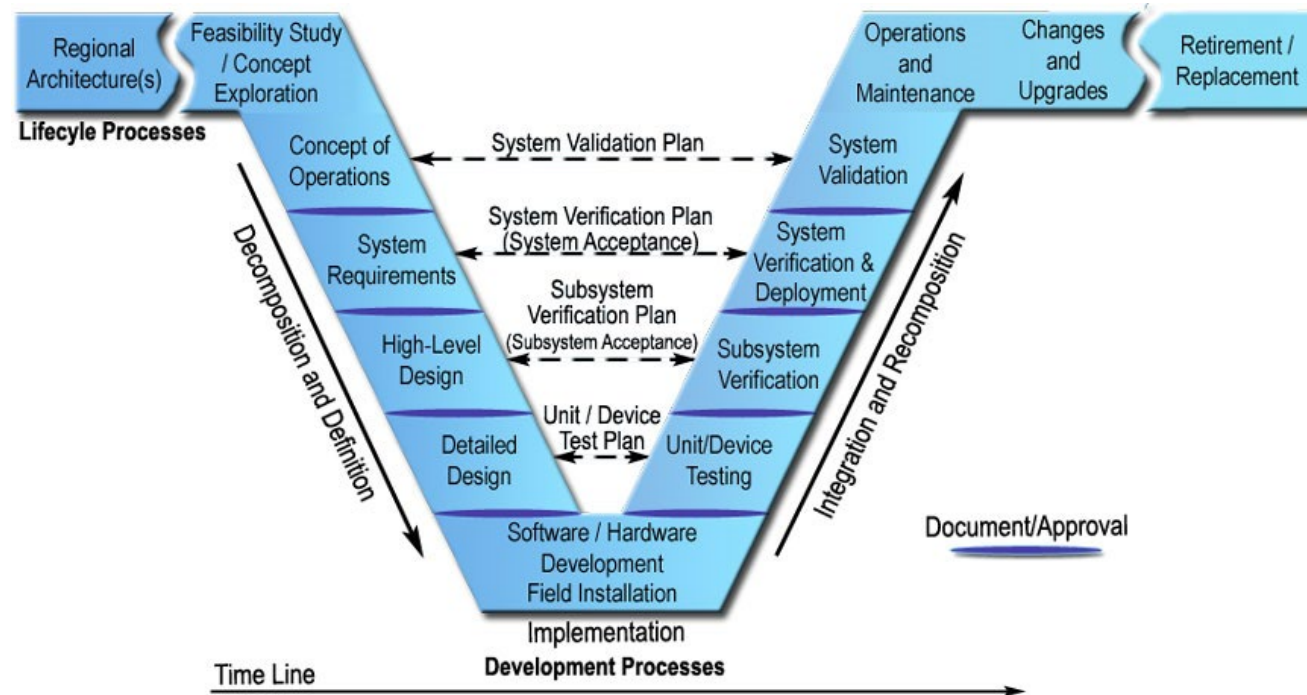 Regional
Architecture(s)
Feasibility Study
/ Concept
Exploration
Operations
and
Maintenance
Changes
and
Upgrades
Retirement /
Replacement
Lifecyle Processes
Concept of
Operations
System Validation Plan
System
Validation
System Verification Plan
(System Acceptance)
System
Requirements
System
Verification &
Deployment
Subsystem
Verification Plan
(Subsystem Acceptance)
High-Level
Design
Subsystem
Verification
Unit / Device
Test Plan
Detailed
Design
Unit/Device
Testing
Decomposition and Definition
Integration and Recomposition
Software / Hardware
Development
Field Installation
Document/Approval
Implementation
Development Processes
Time Line